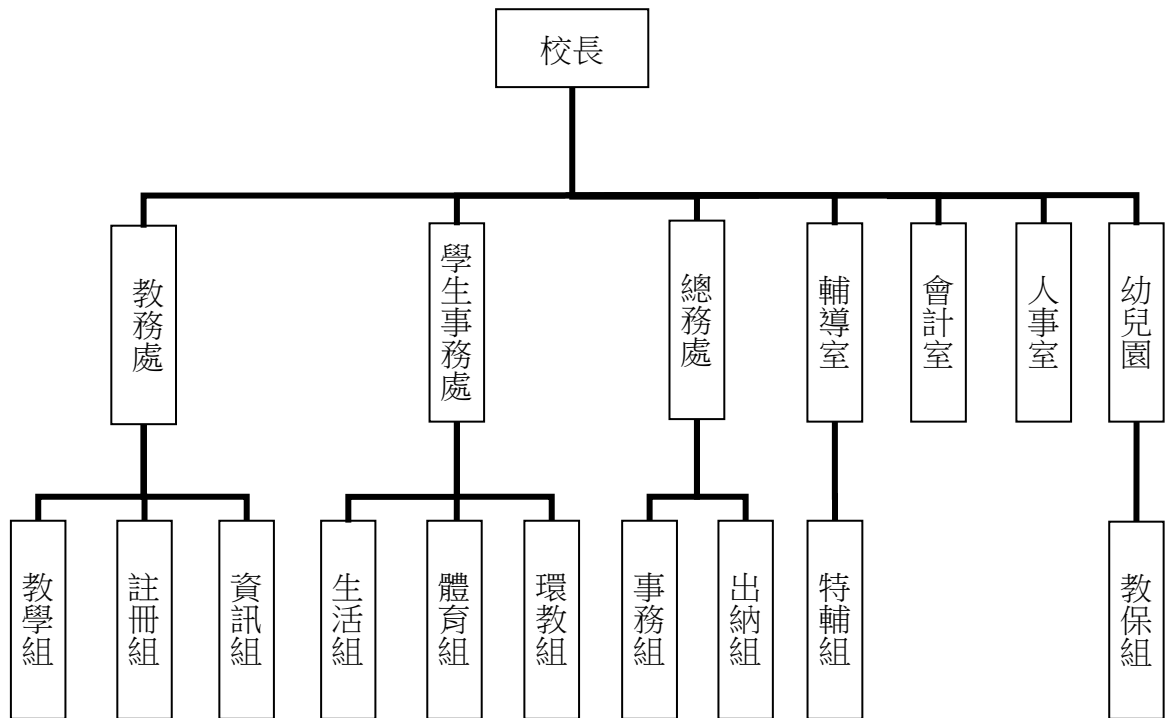 校長
教務處
學生事務處
總務處
輔導室
會計室
人事室
幼兒園
教學組
註冊組
資訊組
生活組
體育組
環教組
事務組
出納組
特輔組
教保組